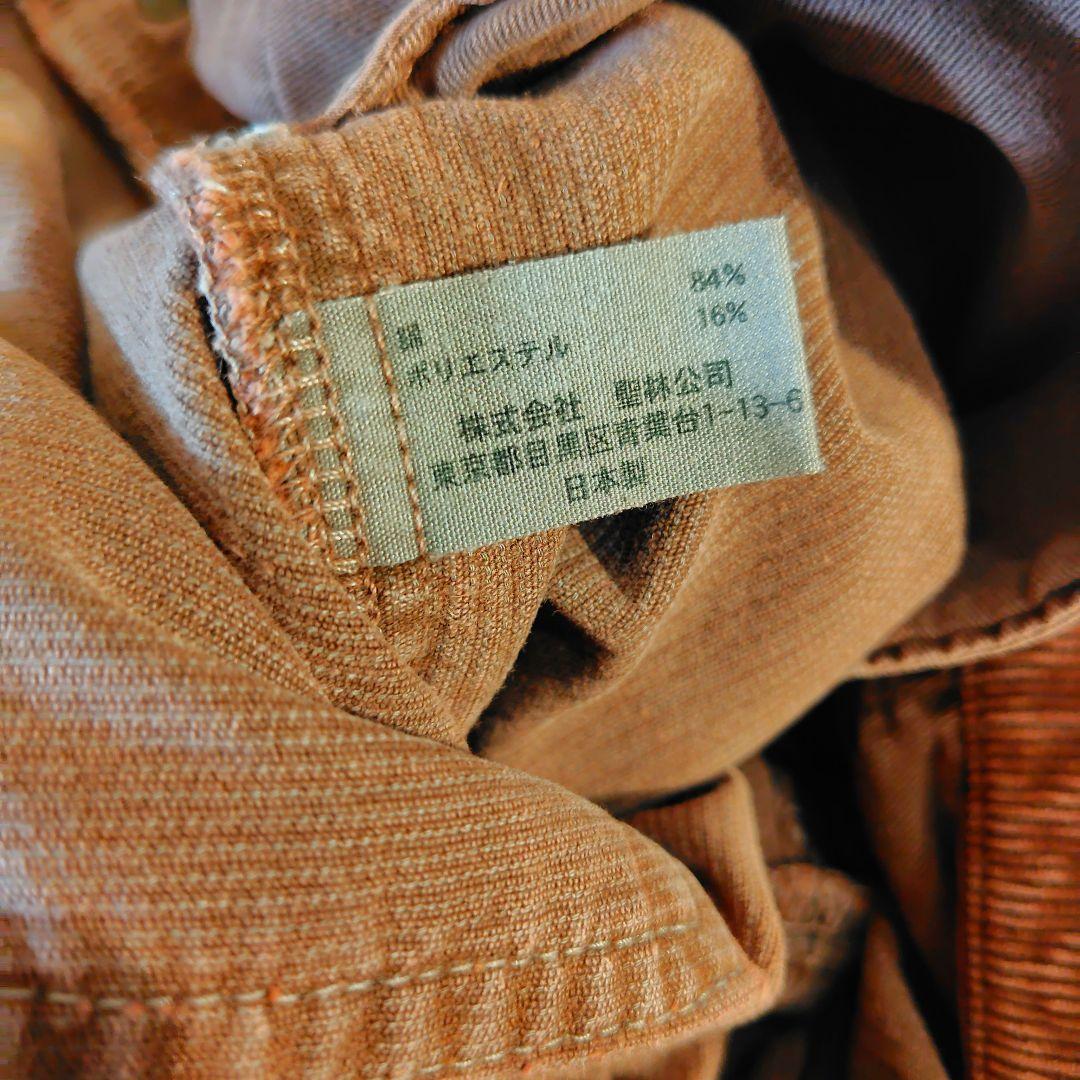 綿 84%
ポリエステル 16%
株式会社 聖林公司
東京都目黒区青葉台1-13-6
日本製